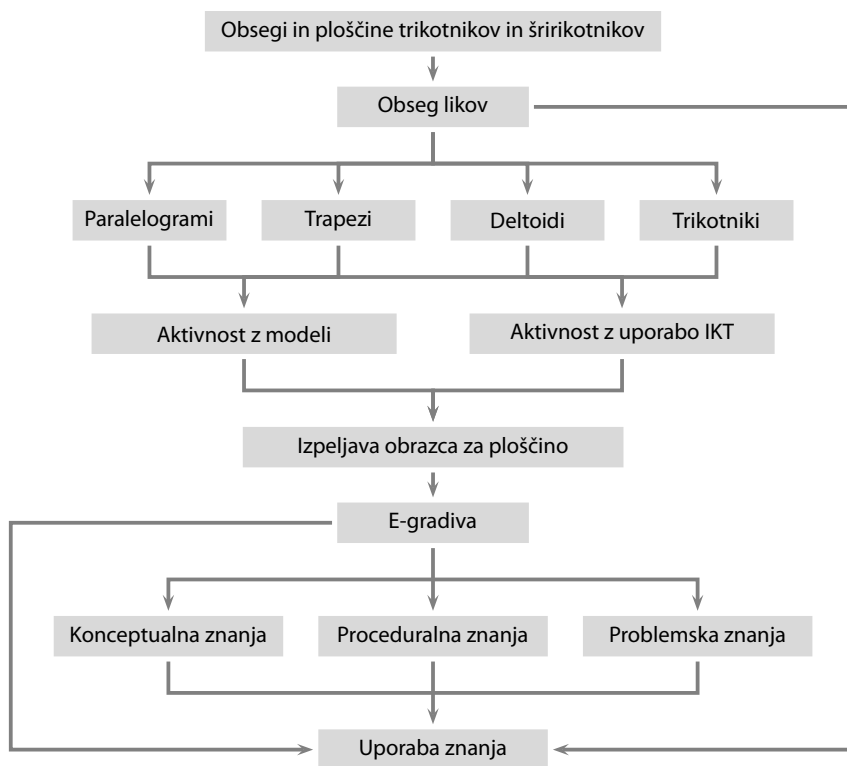 Obsegi in ploščine trikotnikov in šririkotnikov
Obseg likov
Paralelogrami
Trapezi
Deltoidi
Trikotniki
Aktivnost z modeli
Aktivnost z uporabo IKT
Izpeljava obrazca za ploščino
E-gradiva
Konceptualna znanja
Proceduralna znanja
Problemska znanja
Uporaba znanja